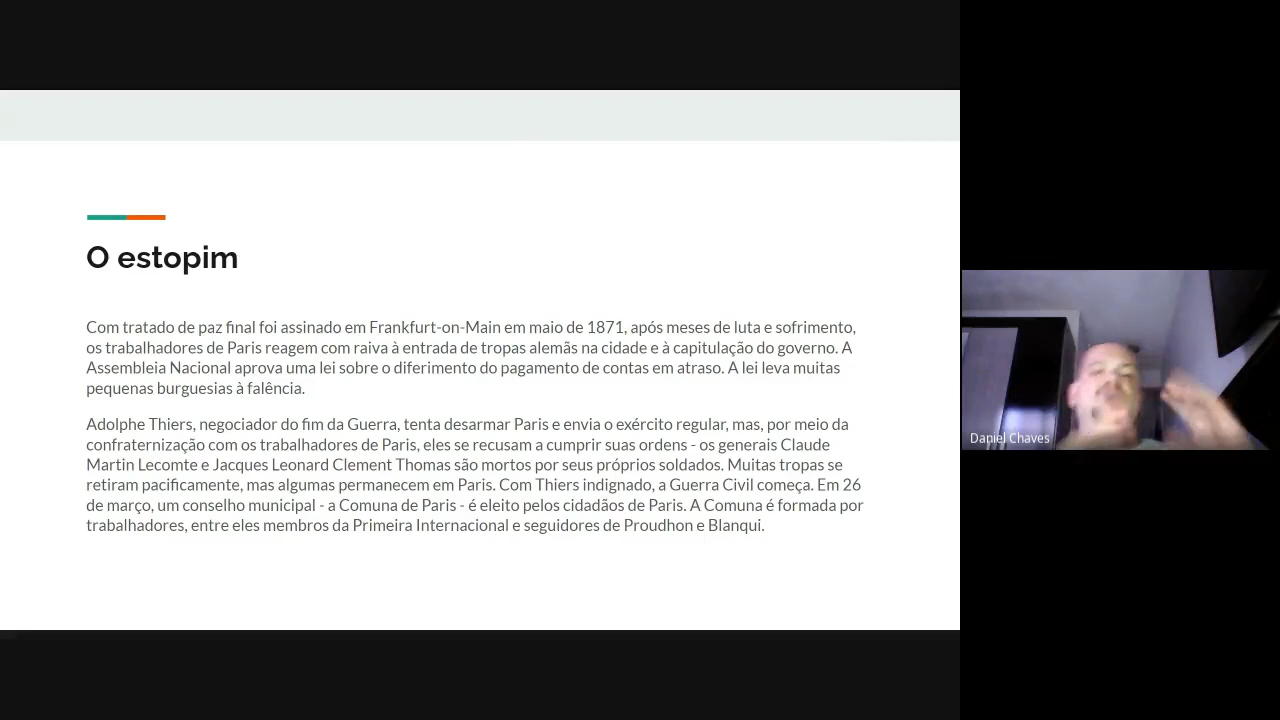 O estopim
Com tratado de paz final foi assinado em Frankfurt-on-Main em maio de 1871, após meses de luta e sofrimento,
os trabalhadores de Paris reagem com raiva à entrada de tropas alemãs na cidade e à capitulação do governo. A
Assembleia Nacional aprova uma lei sobre o diferimento do pagamento de contas em atraso. A lei leva muitas
pequenas burguesias à falência.
Adolphe Thiers, negociador do fim da Guerra, tenta desarmar Paris e envia o exército regular, mas, por meio da
confraternização com os trabalhadores de Paris, eles se recusam a cumprir suas ordens - os generais Claude
Martin Lecomte e Jacques Leonard Clement Thomas são mortos por seus próprios soldados. Muitas tropas se
retiram pacificamente, mas algumas permanecem em Paris. Com Thiers indignado, a Guerra Civil começa. Em 26
de março, um conselho municipal - a Comuna de Paris - é eleito pelos cidadãos de Paris. A Comuna é formada por
trabalhadores, entre eles membros da Primeira Internacional e seguidores de Proudhon e Blanqui.
Daniel Chaves